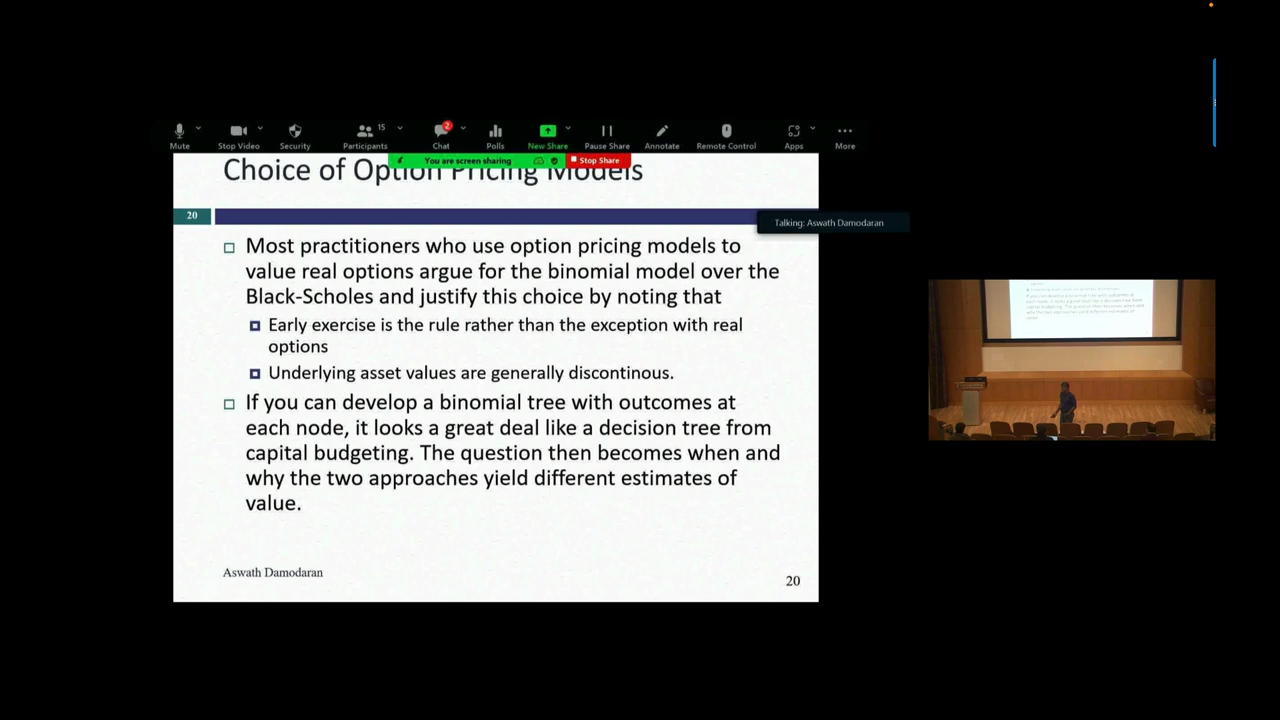 Mute
Stop Video
Security
Participants
15
Chat
2
Polls
New Share
Pause Share
Annotate
Remote Control
Apps
More
You are screen sharing
Stop Share
Choice of Option Pricing Models
20
Talking: Aswath Damodaran
Most practitioners who use option pricing models to
value real options argue for the binomial model over the
Black-Scholes and justify this choice by noting that
Early exercise is the rule rather than the exception with real
options
Underlying asset values are generally discontinous.
If you can develop a binomial tree with outcomes at
each node, it looks a great deal like a decision tree from
capital budgeting. The question then becomes when and
why the two approaches yield different estimates of
value.
Aswath Damodaran
20